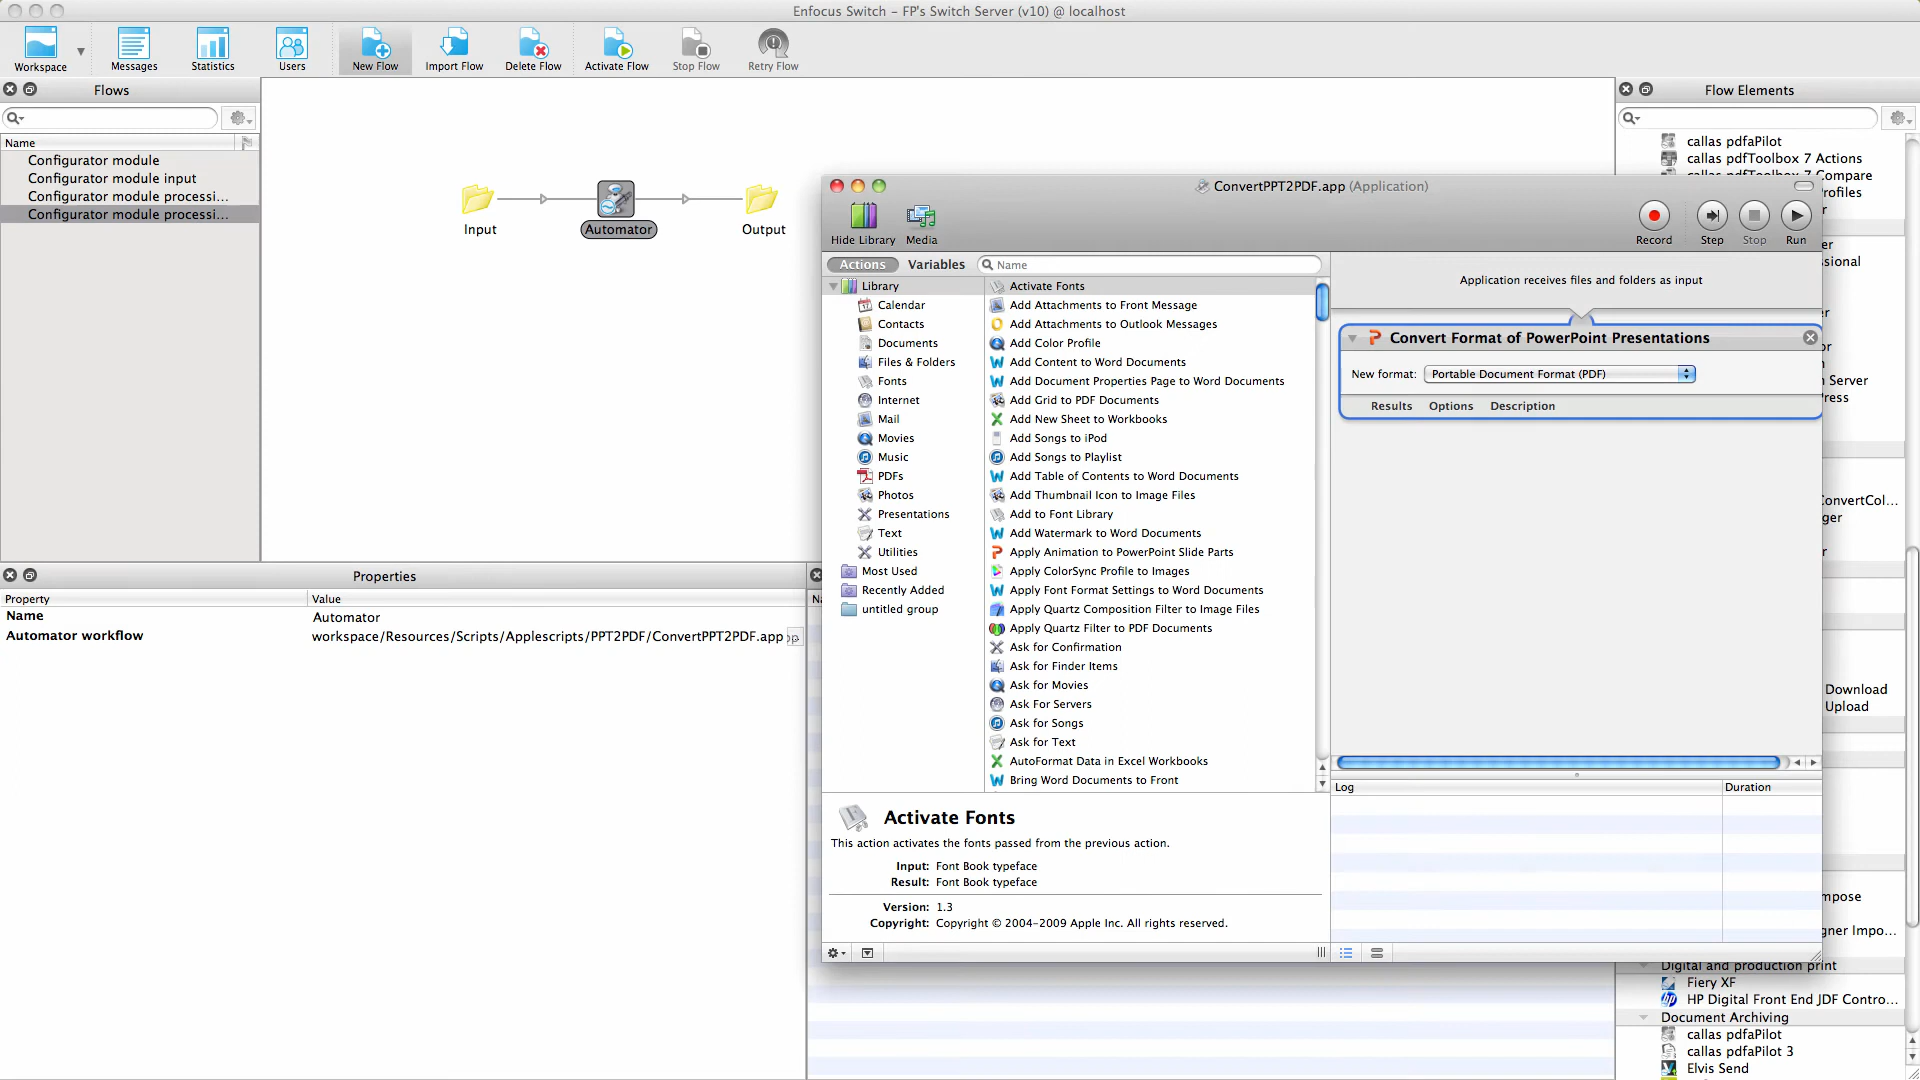 Enfocus Switch – FP's Switch Server (v10) @ localhost
Workspace
Messages
Statistics
Users
New Flow
Import Flow
Delete Flow
Activate Flow
Stop Flow
Retry Flow
Flows
Name
Configurator module
Configurator module input
Configurator module processi...
Configurator module processi...
Input
Automator
Output
Flow Elements
callas pdfaPilot
callas pdfToolbox 7 Actions
Compare
rofiles
Server
ress
onvertCol...
ger
Download
Upload
mpose
gner Impo...
Digital and production print
Fiery XF
HP Digital Front End JDF Contro...
Document Archiving
callas pdfaPilot
callas pdfaPilot 3
Elvis Send
Properties
Property
Value
Name
Automator
Automator workflow
workspace/Resources/Scripts/Applescripts/PPT2PDF/ConvertPPT2PDF.app
ConvertPPT2PDF.app (Application)
Hide Library
Media
Record
Step
Stop
Run
Actions
Variables
Name
Library
Calendar
Contacts
Documents
Files & Folders
Fonts
Internet
Mail
Movies
Music
PDFs
Photos
Presentations
Text
Utilities
Most Used
Recently Added
untitled group
Activate Fonts
Add Attachments to Front Message
Add Attachments to Outlook Messages
Add Color Profile
Add Content to Word Documents
Add Document Properties Page to Word Documents
Add Grid to PDF Documents
Add New Sheet to Workbooks
Add Songs to iPod
Add Songs to Playlist
Add Table of Contents to Word Documents
Add Thumbnail Icon to Image Files
Add to Font Library
Add Watermark to Word Documents
Apply Animation to PowerPoint Slide Parts
Apply ColorSync Profile to Images
Apply Font Format Settings to Word Documents
Apply Quartz Composition Filter to Image Files
Apply Quartz Filter to PDF Documents
Ask for Confirmation
Ask for Finder Items
Ask for Movies
Ask For Servers
Ask for Songs
Ask for Text
AutoFormat Data in Excel Workbooks
Bring Word Documents to Front
Application receives files and folders as input
Convert Format of PowerPoint Presentations
New format: Portable Document Format (PDF)
Results Options Description
Log
Duration
Activate Fonts
This action activates the fonts passed from the previous action.
Input: Font Book typeface
Result: Font Book typeface
Version: 1.3
Copyright: Copyright © 2004-2009 Apple Inc. All rights reserved.